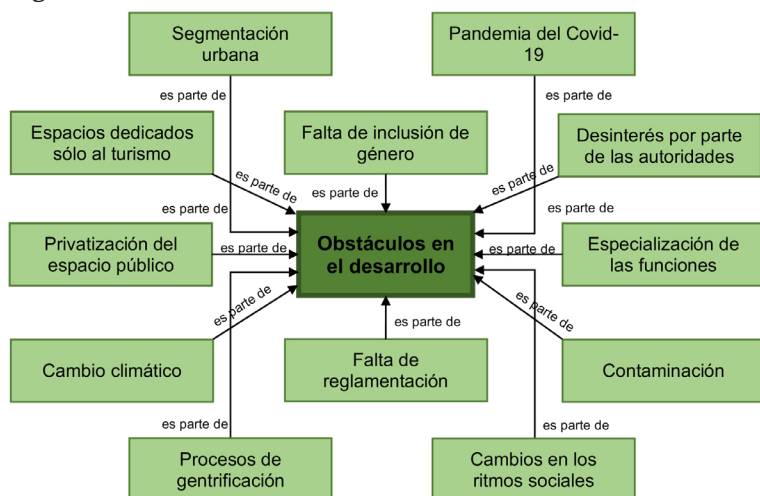 Segmentación
urbana
Pandemia del Covid-
19
es parte de
es parte de
Espacios dedicados
sólo al turismo
Falta de inclusión de
género
Desinterés por parte
de las autoridades
es parte de
es parte de
es parte de
es parte de
es parte de
Privatización del
espacio público
es parte de
Obstáculos en
el desarrollo
es parte de
Especialización de
las funciones
es parte de
es parte de
es parte de
Cambio climático
Falta de
reglamentación
Contaminación
es parte de
es parte de
Procesos de
gentrificación
Cambios en los
ritmos sociales